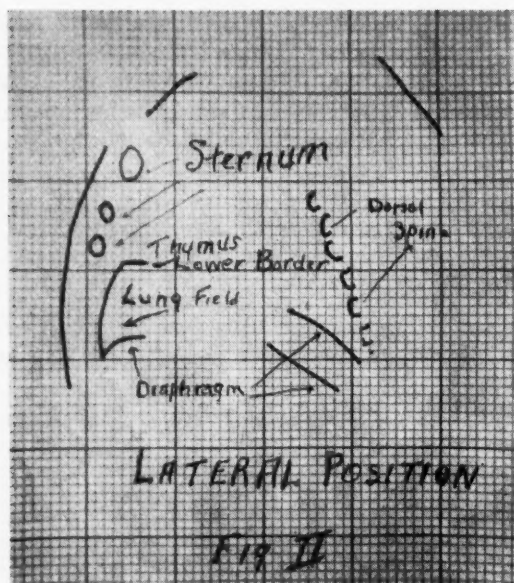 Sternum
Dorsal
Spine
Thymus
Lower Border
Lung Field
Diaphragm
LATERAL POSITION
Fig II